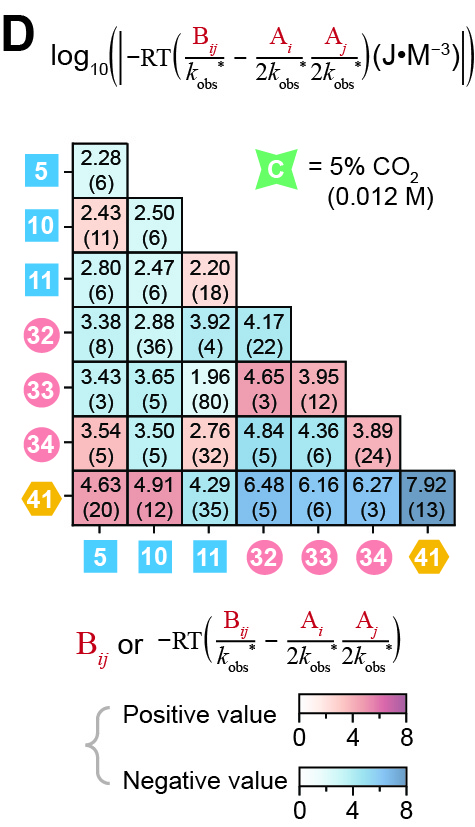 D
log₁₀(|−RT(Bᵢⱼ/k_obs* − Aᵢ/2k_obs* Aⱼ/2k_obs*)(J•M⁻³)|)
C = 5% CO₂
(0.012 M)
5 2.28
(6)
10 2.43 2.50
(11) (6)
11 2.80 2.47 2.20
(6) (6) (18)
32 3.38 2.88 3.92 4.17
(8) (36) (4) (22)
33 3.43 3.65 1.96 4.65 3.95
(3) (5) (80) (3) (12)
34 3.54 3.50 2.76 4.84 4.36 3.89
(5) (5) (32) (5) (6) (24)
41 4.63 4.91 4.29 6.48 6.16 6.27 7.92
(20) (12) (35) (5) (6) (3) (13)
5 10 11 32 33 34 41
Bᵢⱼ or −RT(Bᵢⱼ/k_obs* − Aᵢ/2k_obs* Aⱼ/2k_obs*)
Positive value
0 4 8
Negative value
0 4 8